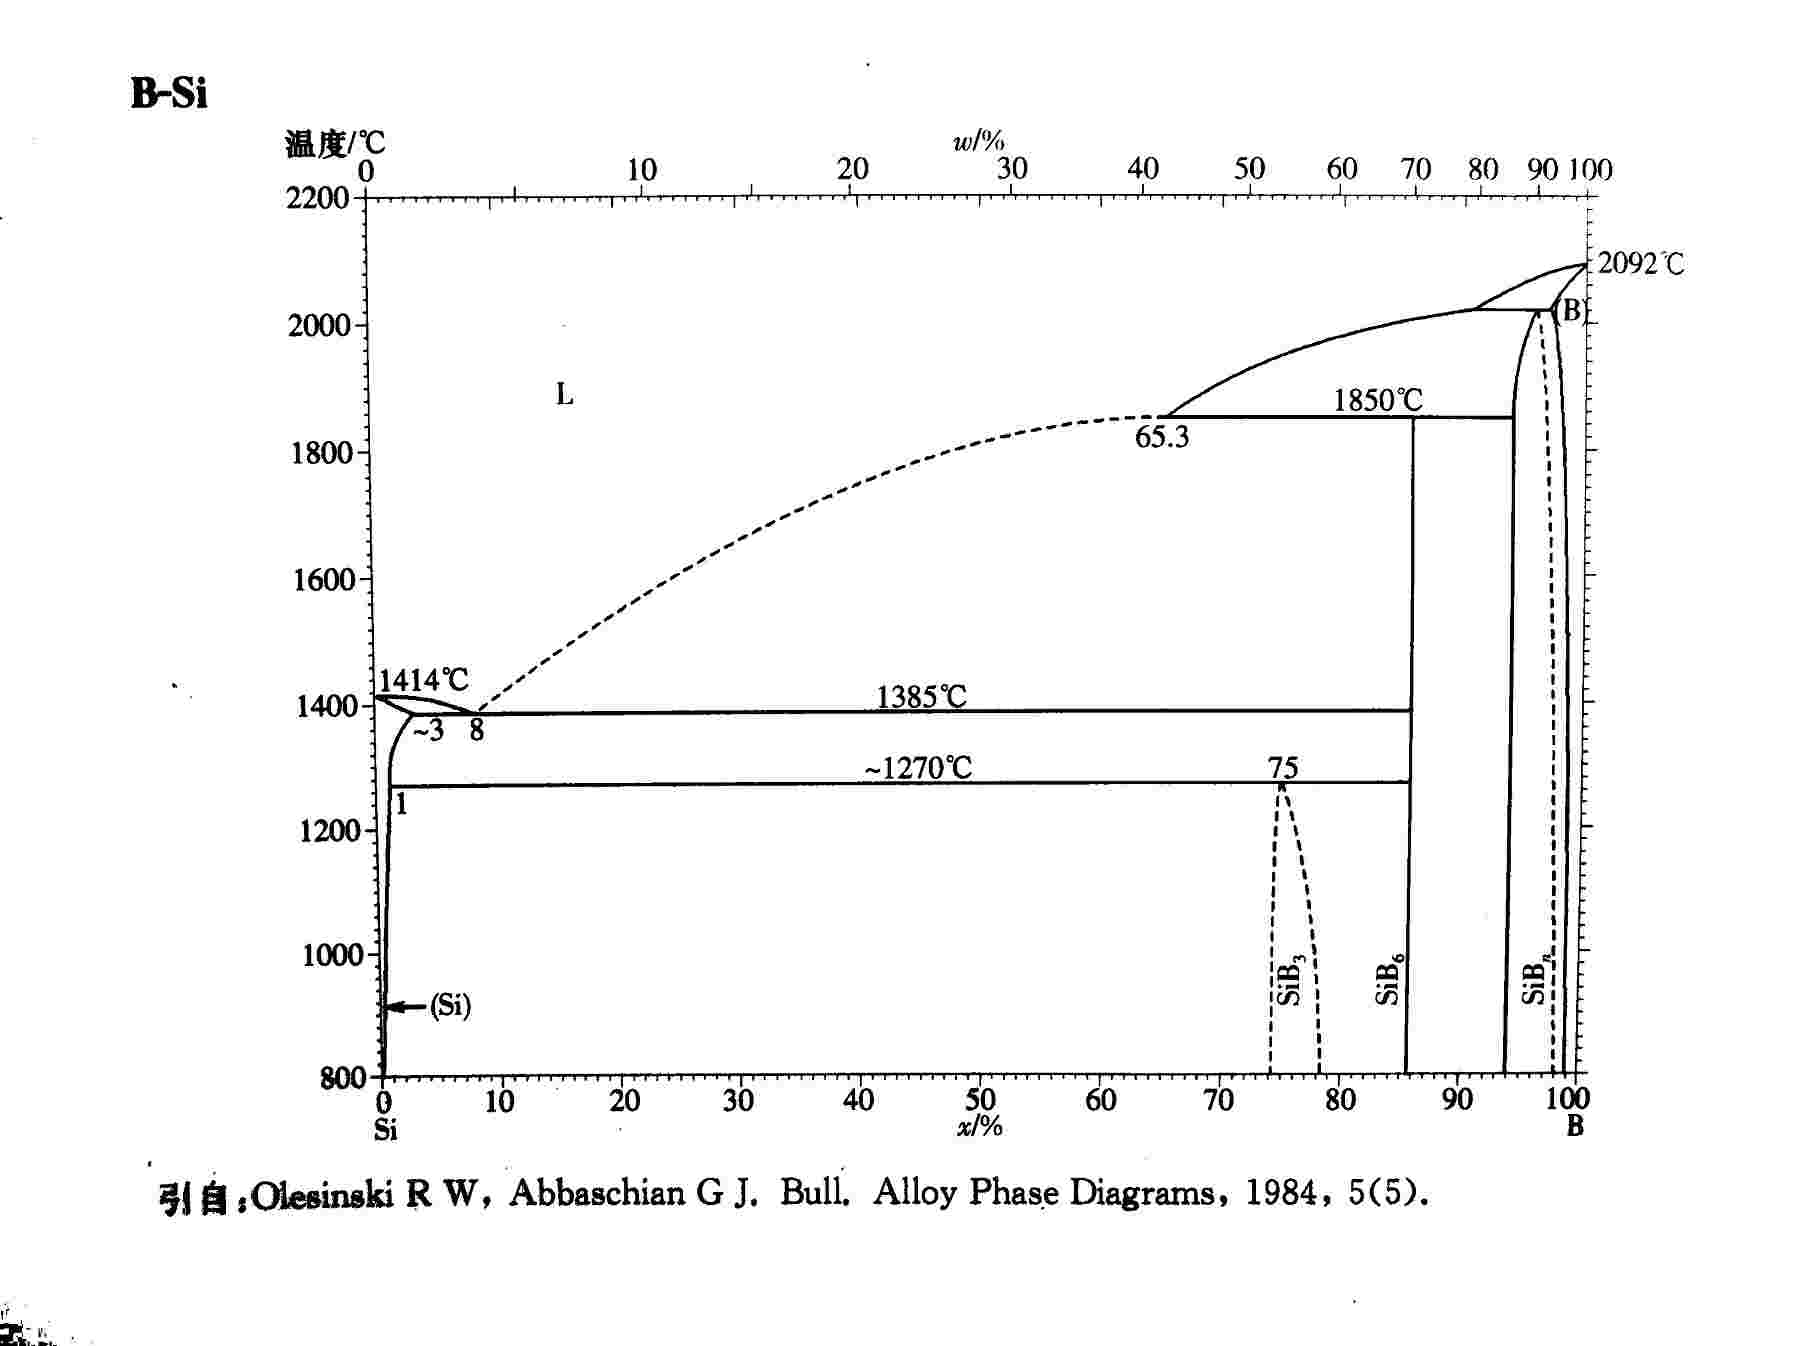 B-Si
温度/℃
w/%
0 10 20 30 40 50 60 70 80 90 100
2200
2092℃
(B)
2000
L
1850℃
65.3
1800
1600
1414℃
1400
1385℃
~3 8
~1270℃ 75
1
1200
1000
SiB₃ SiB₆ SiBₙ
(Si)
800
0 10 20 30 40 50 60 70 80 90 100
Si x/% B
引自:Olesinski R W, Abbaschian G J. Bull. Alloy Phase Diagrams, 1984, 5(5).